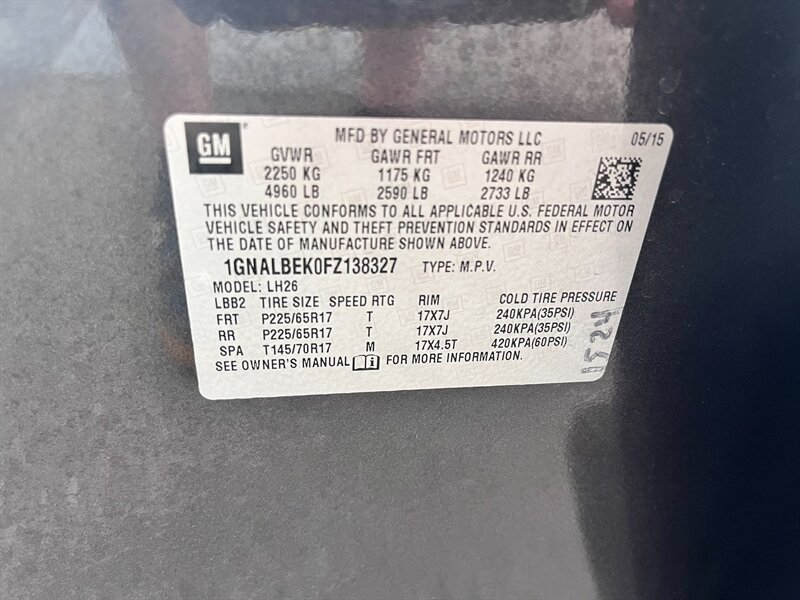 GM
MFD BY GENERAL MOTORS LLC 05/15
GVWR GAWR FRT GAWR RR
2250 KG 1175 KG 1240 KG
4960 LB 2590 LB 2733 LB
THIS VEHICLE CONFORMS TO ALL APPLICABLE U.S. FEDERAL MOTOR
VEHICLE SAFETY AND THEFT PREVENTION STANDARDS IN EFFECT ON
THE DATE OF MANUFACTURE SHOWN ABOVE.
1GNALBEK0FZ138327 TYPE: M.P.V.
MODEL: LH26
LBB2 TIRE SIZE SPEED RTG RIM COLD TIRE PRESSURE
FRT P225/65R17 T 17X7J 240KPA(35PSI)
RR P225/65R17 T 17X7J 240KPA(35PSI)
SPA T145/70R17 M 17X4.5T 420KPA(60PSI)
SEE OWNER'S MANUAL FOR MORE INFORMATION.
1524